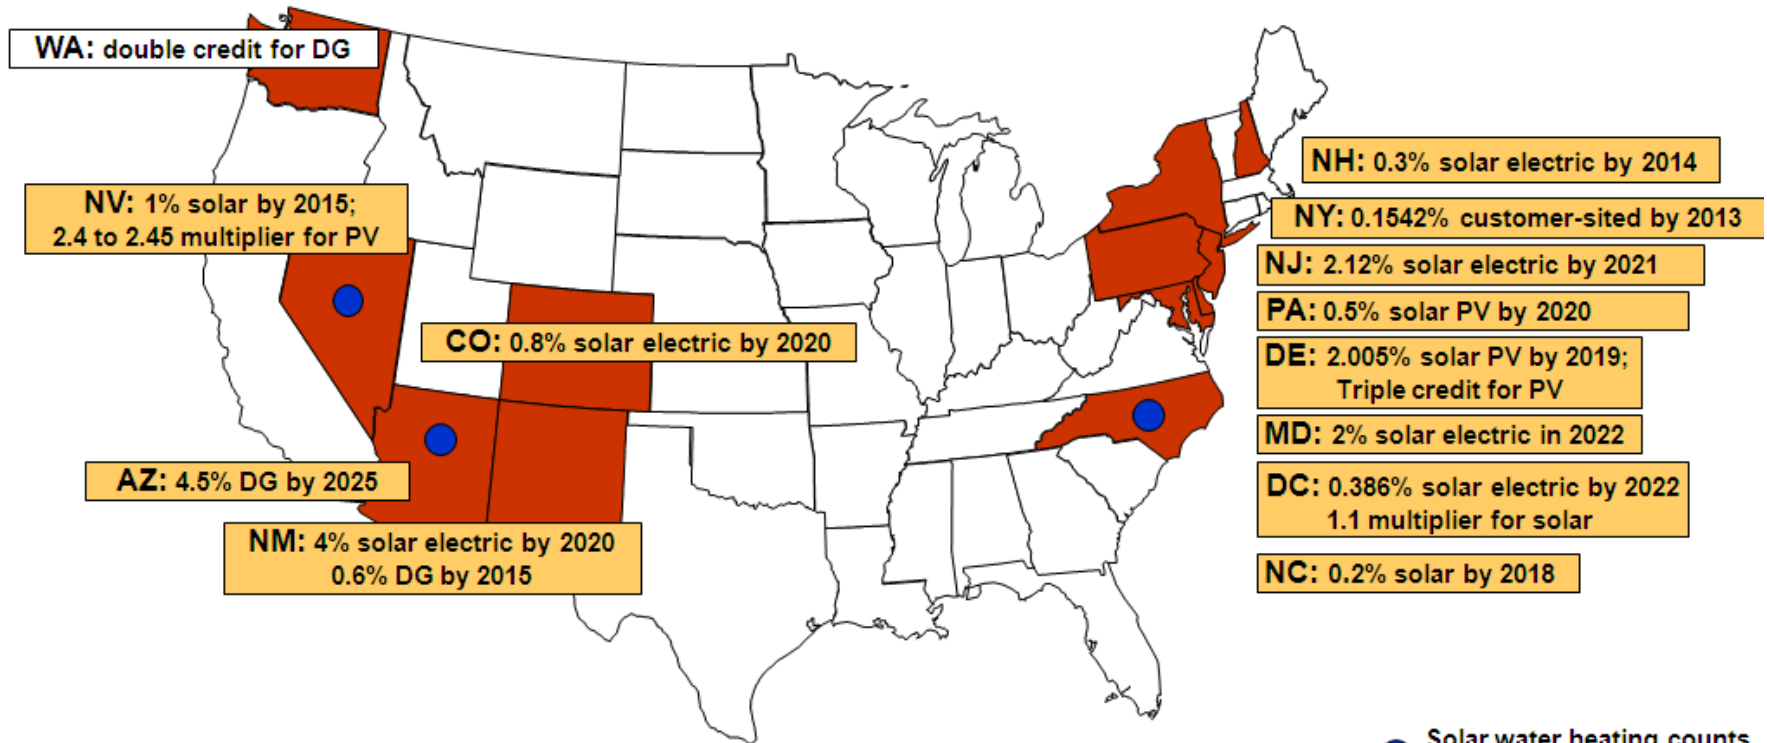 WA: double credit for DG
NV: 1% solar by 2015;
2.4 to 2.45 multiplier for PV
CO: 0.8% solar electric by 2020
AZ: 4.5% DG by 2025
NM: 4% solar electric by 2020
0.6% DG by 2015
NH: 0.3% solar electric by 2014
NY: 0.1542% customer-sited by 2013
NJ: 2.12% solar electric by 2021
PA: 0.5% solar PV by 2020
DE: 2.005% solar PV by 2019;
Triple credit for PV
MD: 2% solar electric in 2022
DC: 0.386% solar electric by 2022
1.1 multiplier for solar
NC: 0.2% solar by 2018
Solar water heating counts